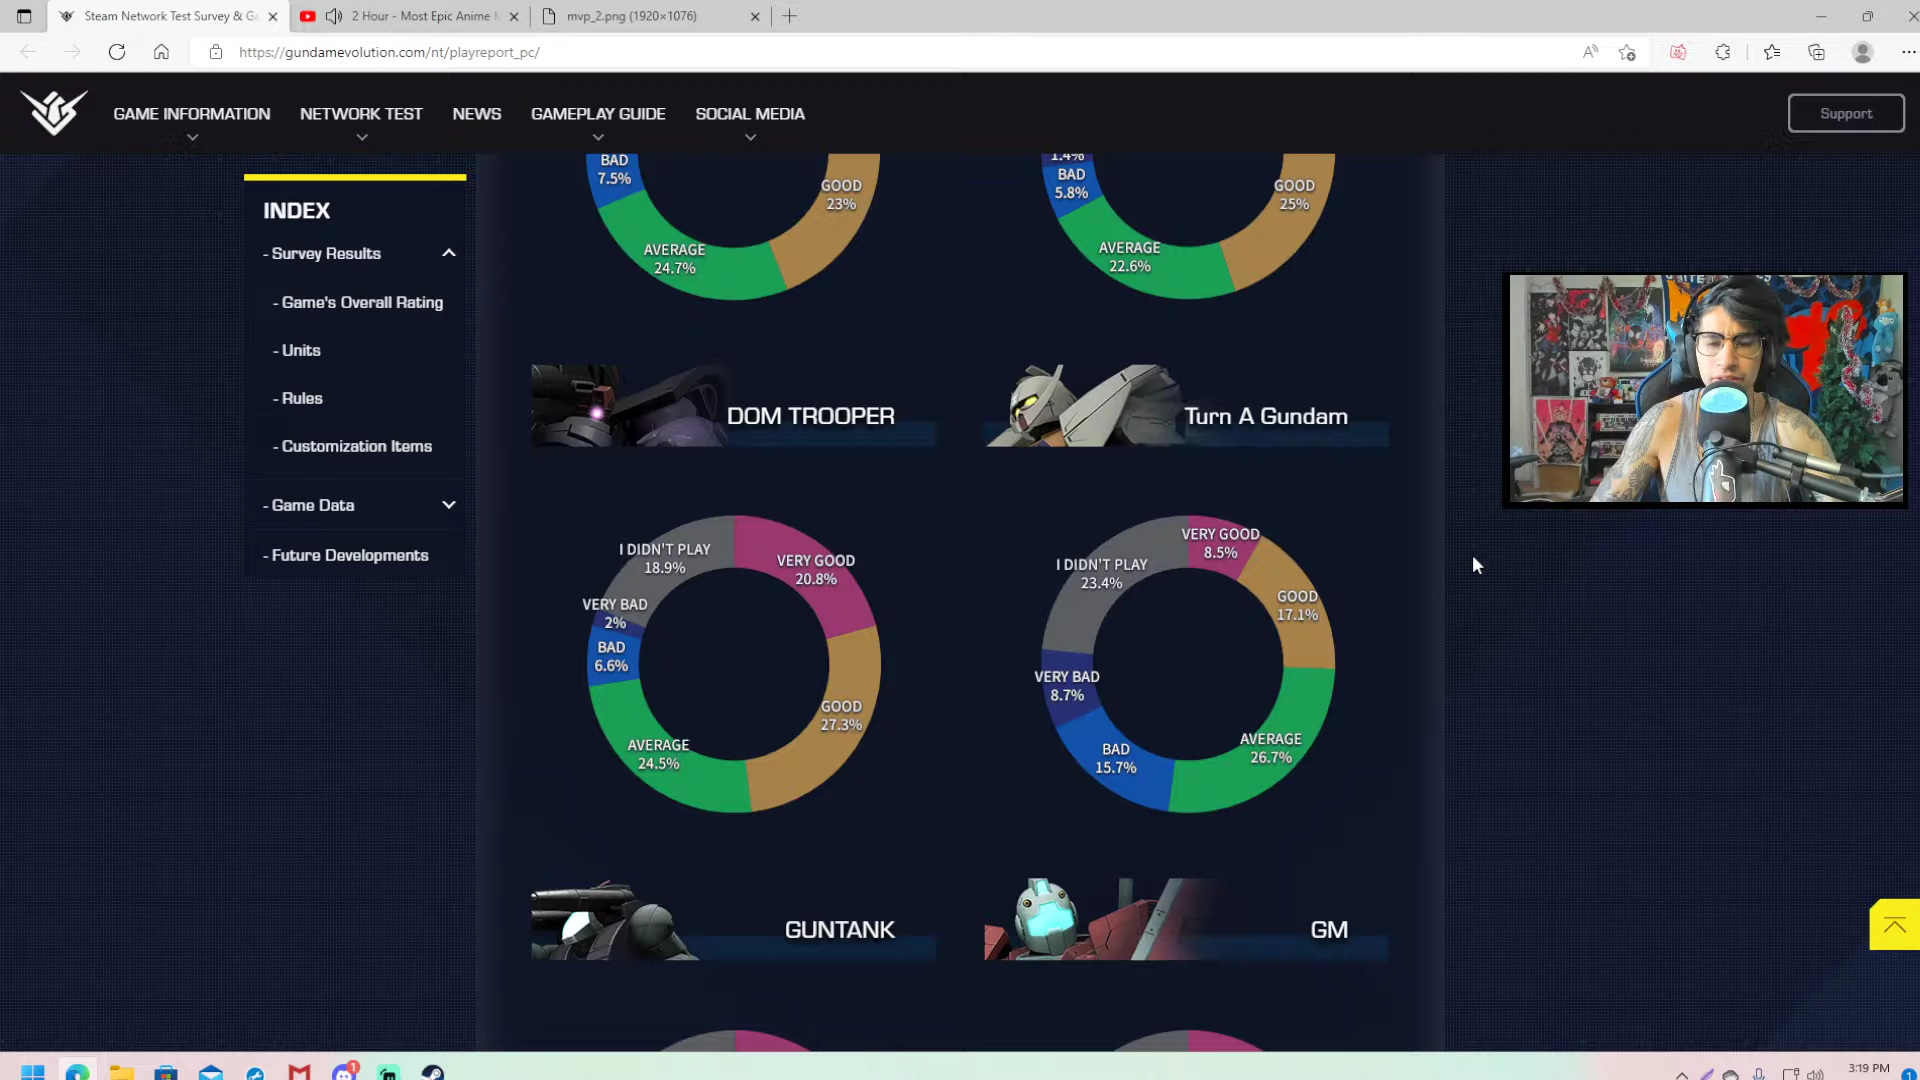 Steam Network Test Survey & Ga
2 Hour - Most Epic Anime
mvp_2.png (1920×1076)
https://gundamevolution.com/nt/playreport_pc/
GAME INFORMATION
NETWORK TEST
NEWS
GAMEPLAY GUIDE
SOCIAL MEDIA
Support
INDEX
- Survey Results
- Game's Overall Rating
- Units
- Rules
- Customization Items
- Game Data
- Future Developments
BAD
7.5%
GOOD
23%
AVERAGE
24.7%
1.4%
BAD
5.8%
GOOD
25%
AVERAGE
22.6%
DOM TROOPER
Turn A Gundam
I DIDN'T PLAY
18.9%
VERY GOOD
20.8%
VERY BAD
2%
BAD
6.6%
GOOD
27.3%
AVERAGE
24.5%
VERY GOOD
8.5%
I DIDN'T PLAY
23.4%
GOOD
17.1%
VERY BAD
8.7%
BAD
15.7%
AVERAGE
26.7%
GUNTANK
GM
3:19 PM